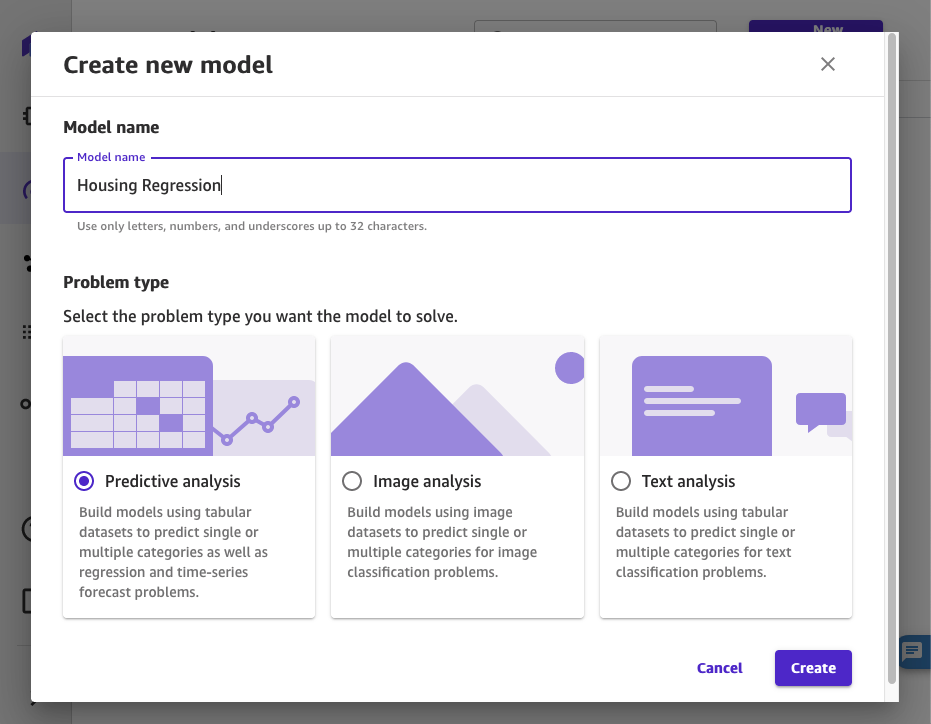 New
Create new model
Model name
Model name
Housing Regression
Use only letters, numbers, and underscores up to 32 characters.
Problem type
Select the problem type you want the model to solve.
Predictive analysis
Build models using tabular
datasets to predict single or
multiple categories as well as
regression and time-series
forecast problems.
Image analysis
Build models using image
datasets to predict single or
multiple categories for image
classification problems.
Text analysis
Build models using tabular
datasets to predict single or
multiple categories for text
classification problems.
Cancel
Create